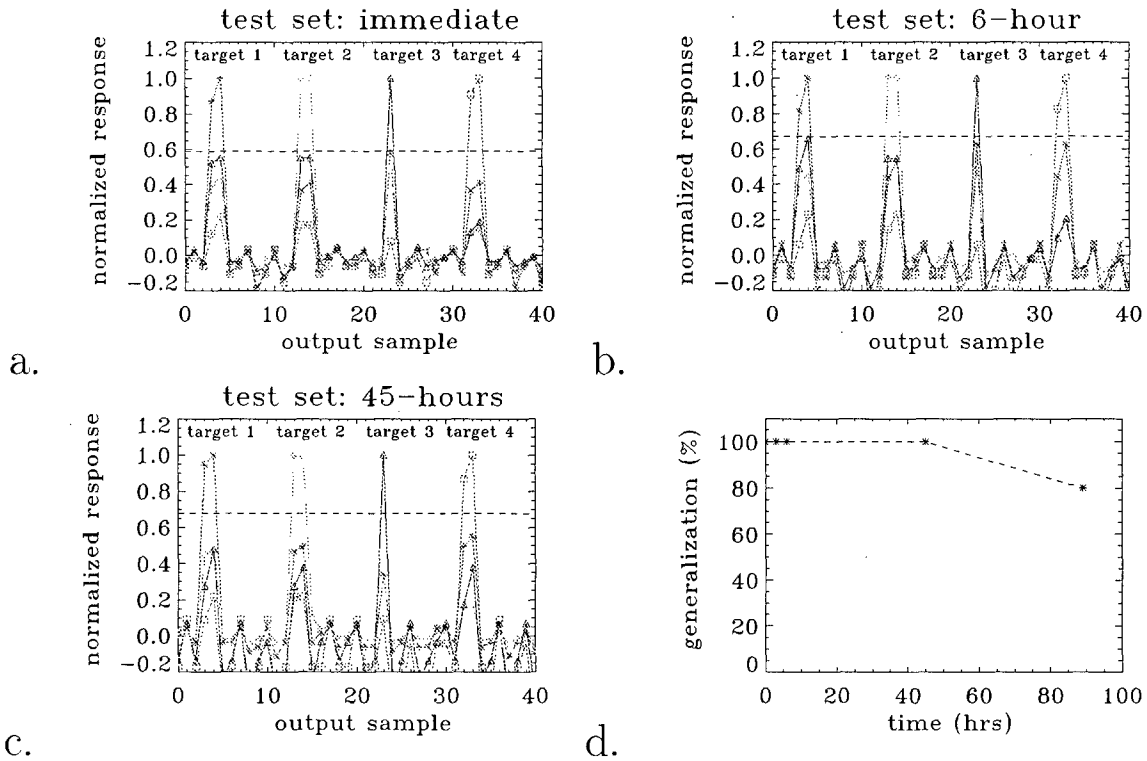 test set: immediate
normalized response
1.2
1.0
0.8
0.6
0.4
0.2
0.0
−0.2
target 1 target 2 target 3 target 4
0 10 20 30 40
output sample
a.
test set: 6−hour
normalized response
1.2
1.0
0.8
0.6
0.4
0.2
0.0
−0.2
target 1 target 2 target 3 target 4
0 10 20 30 40
output sample
b.
test set: 45−hours
normalized response
1.2
1.0
0.8
0.6
0.4
0.2
0.0
−0.2
target 1 target 2 target 3 target 4
0 10 20 30 40
output sample
c.
generalization (%)
100
80
60
40
20
0
0 20 40 60 80 100
time (hrs)
d.